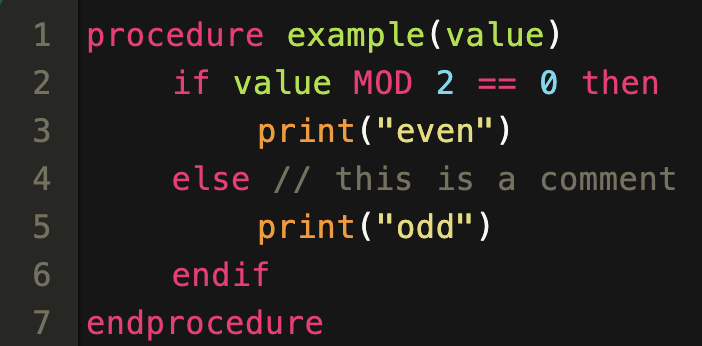 1 procedure example(value)
2 if value MOD 2 == 0 then
3 print("even")
4 else // this is a comment
5 print("odd")
6 endif
7 endprocedure